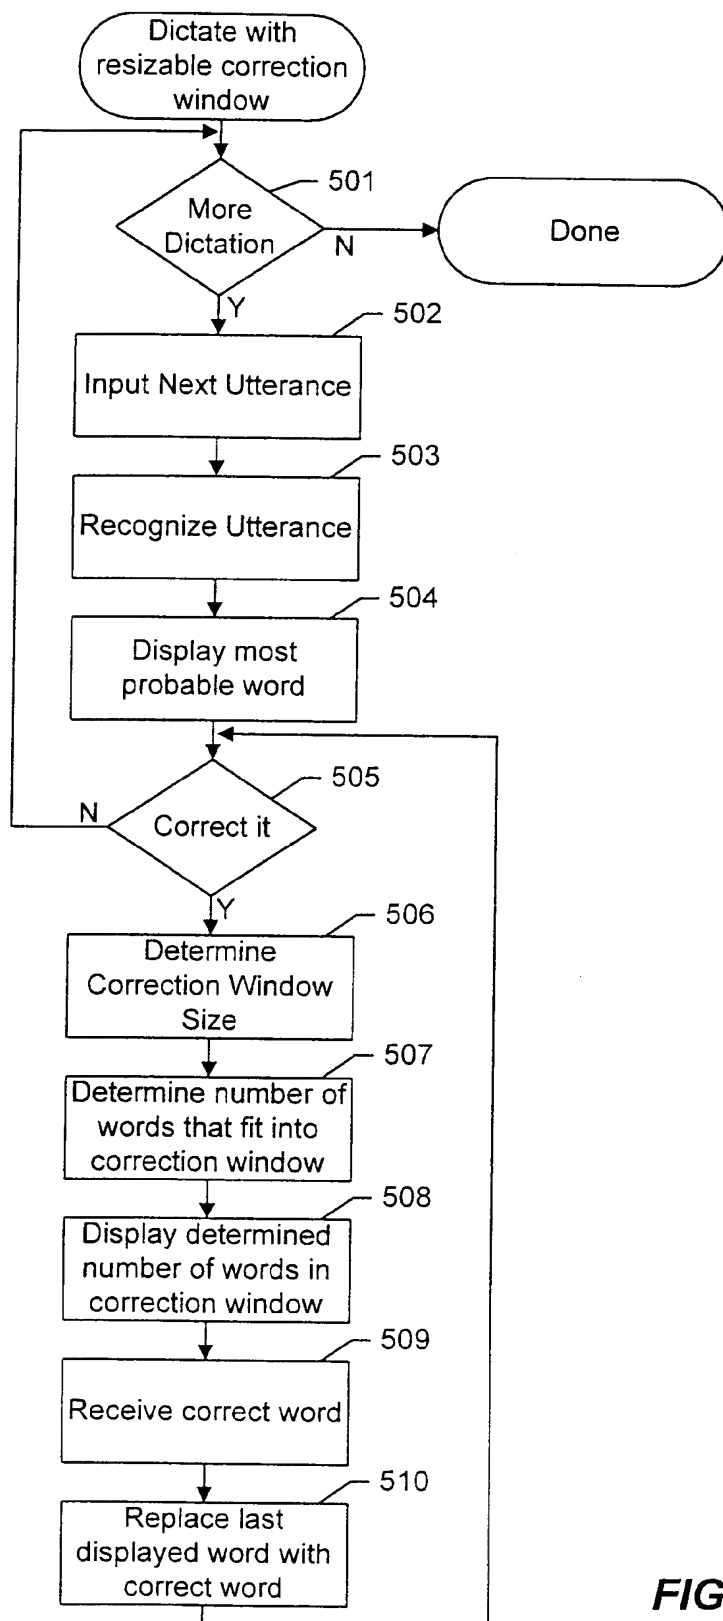 Dictate with
resizable correction
window
501
More
Dictation
N
Done
Y
502
Input Next Utterance
503
Recognize Utterance
504
Display most
probable word
505
N
Correct it
Y
506
Determine
Correction Window
Size
507
Determine number of
words that fit into
correction window
508
Display determined
number of words in
correction window
509
Receive correct word
510
Replace last
displayed word with
correct word
FIG